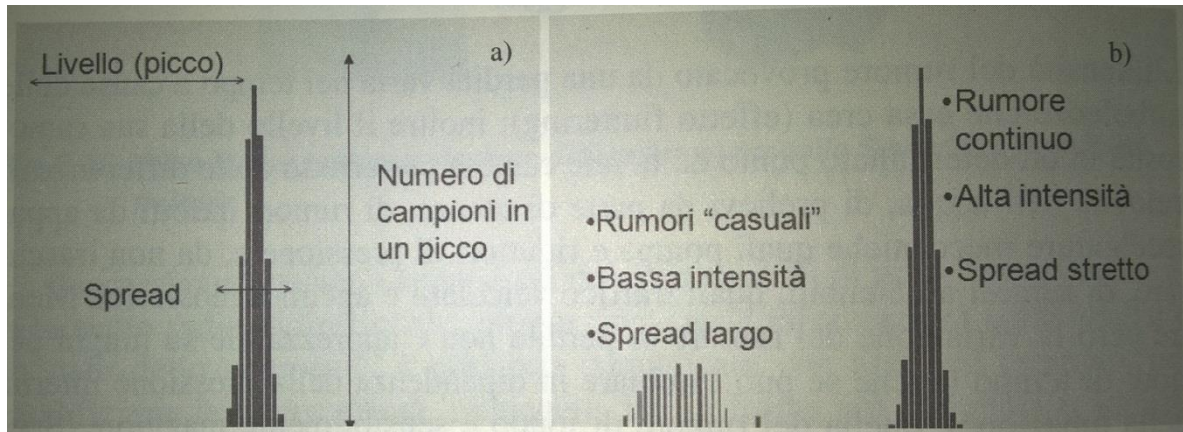 a)
Livello (picco)
Numero di
campioni in
un picco
Spread
b)
•Rumori “casuali”
•Bassa intensità
•Spread largo
•Rumore
continuo
•Alta intensità
•Spread stretto